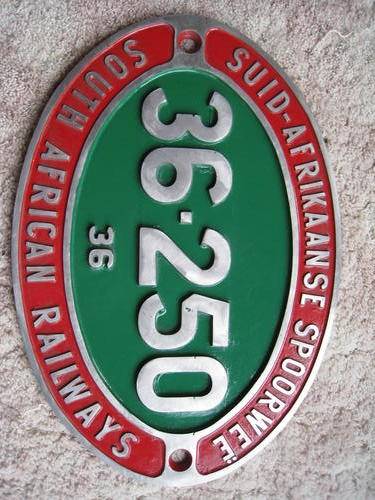 SUID-AFRIKAANSE SPOORWEË
36·250
36
SOUTH AFRICAN RAILWAYS